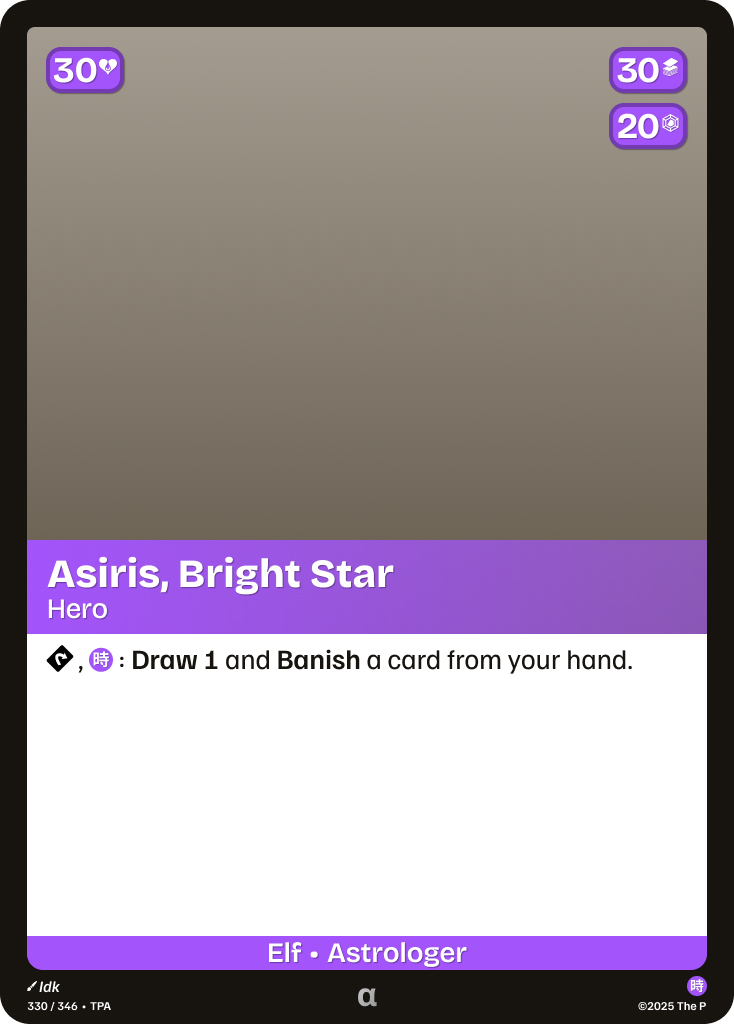 30
30
20
Asiris, Bright Star
Hero
, 時 : Draw 1 and Banish a card from your hand.
Elf • Astrologer
Idk
330 / 346 • TPA
α
時
©2025 The P